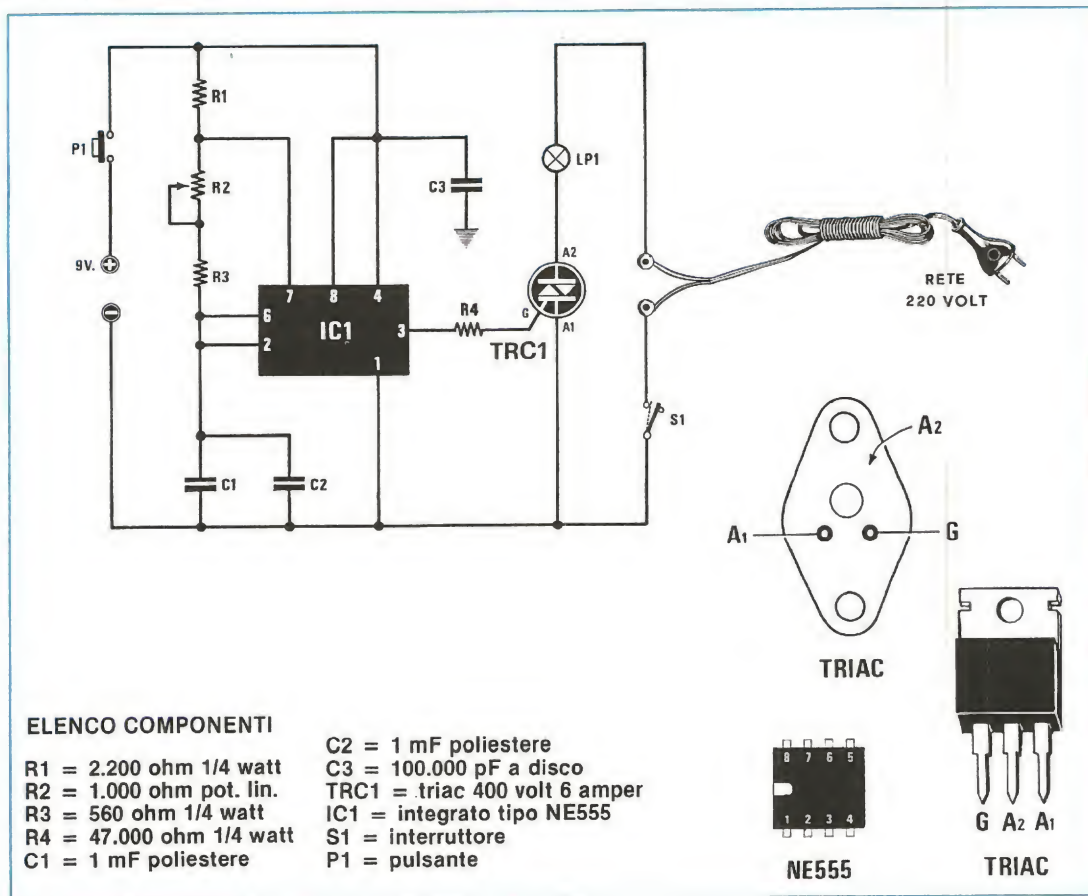 R1
P1
R2
C3
LP1
9V.
R3
7 8 4
6
2
IC1
3
1
R4
A2
G
A1
TRC1
RETE
220 VOLT
S1
C1
C2
A2
A1
G
TRIAC
ELENCO COMPONENTI
R1 = 2.200 ohm 1/4 watt
R2 = 1.000 ohm pot. lin.
R3 = 560 ohm 1/4 watt
R4 = 47.000 ohm 1/4 watt
C1 = 1 mF poliestere
C2 = 1 mF poliestere
C3 = 100.000 pF a disco
TRC1 = triac 400 volt 6 amper
IC1 = integrato tipo NE555
S1 = interruttore
P1 = pulsante
8 7 6 5
1 2 3 4
NE555
G A2 A1
TRIAC